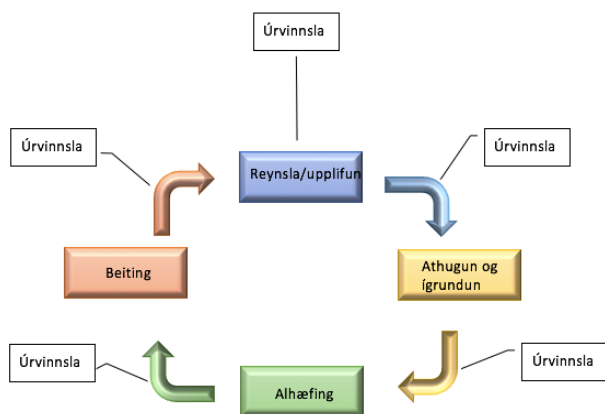 Úrvinnsla
Úrvinnsla
Úrvinnsla
Reynsla/upplifun
Beiting
Athugun og
ígrundun
Úrvinnsla
Úrvinnsla
Alhæfing